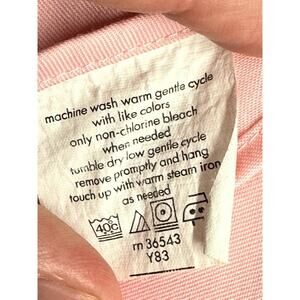 machine wash warm gentle cycle
with like colors
only non-chlorine bleach
when needed
tumble dry low gentle cycle
remove promptly and hang
touch up with warm steam iron
as needed
40c
rn 36543
Y83